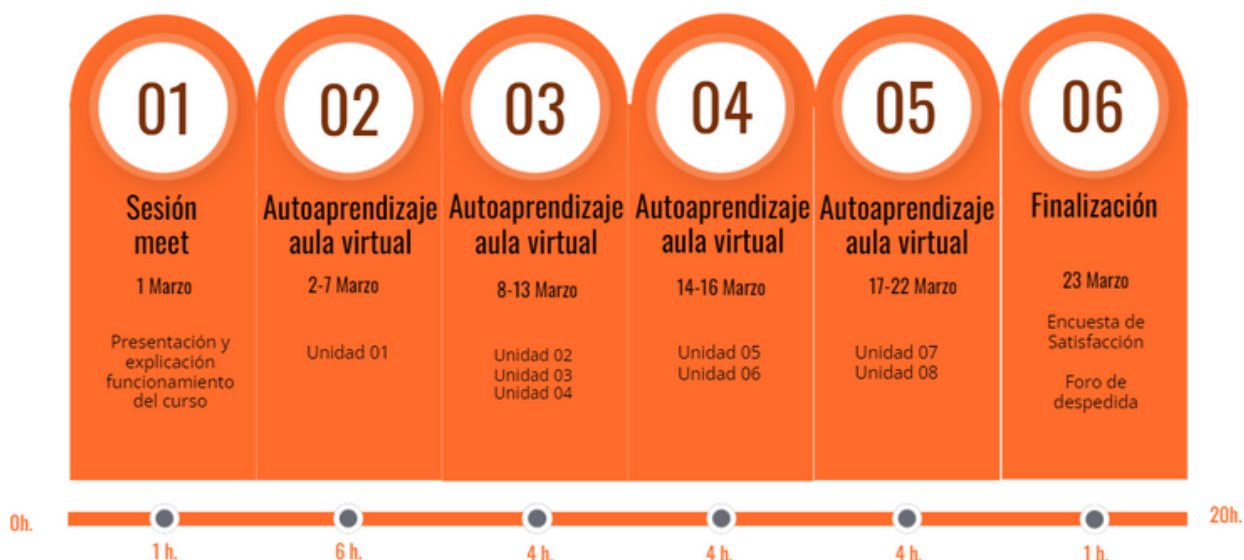 01
Sesión
meet
1 Marzo
Presentación y
explicación
funcionamiento
del curso
02
Autoaprendizaje
aula virtual
2-7 Marzo
Unidad 01
03
Autoaprendizaje
aula virtual
8-13 Marzo
Unidad 02
Unidad 03
Unidad 04
04
Autoaprendizaje
aula virtual
14-16 Marzo
Unidad 05
Unidad 06
05
Autoaprendizaje
aula virtual
17-22 Marzo
Unidad 07
Unidad 08
06
Finalización
23 Marzo
Encuesta de
Satisfacción
Foro de
despedida
0h.
1 h.
6 h.
4 h.
4 h.
4 h.
1 h.
20h.